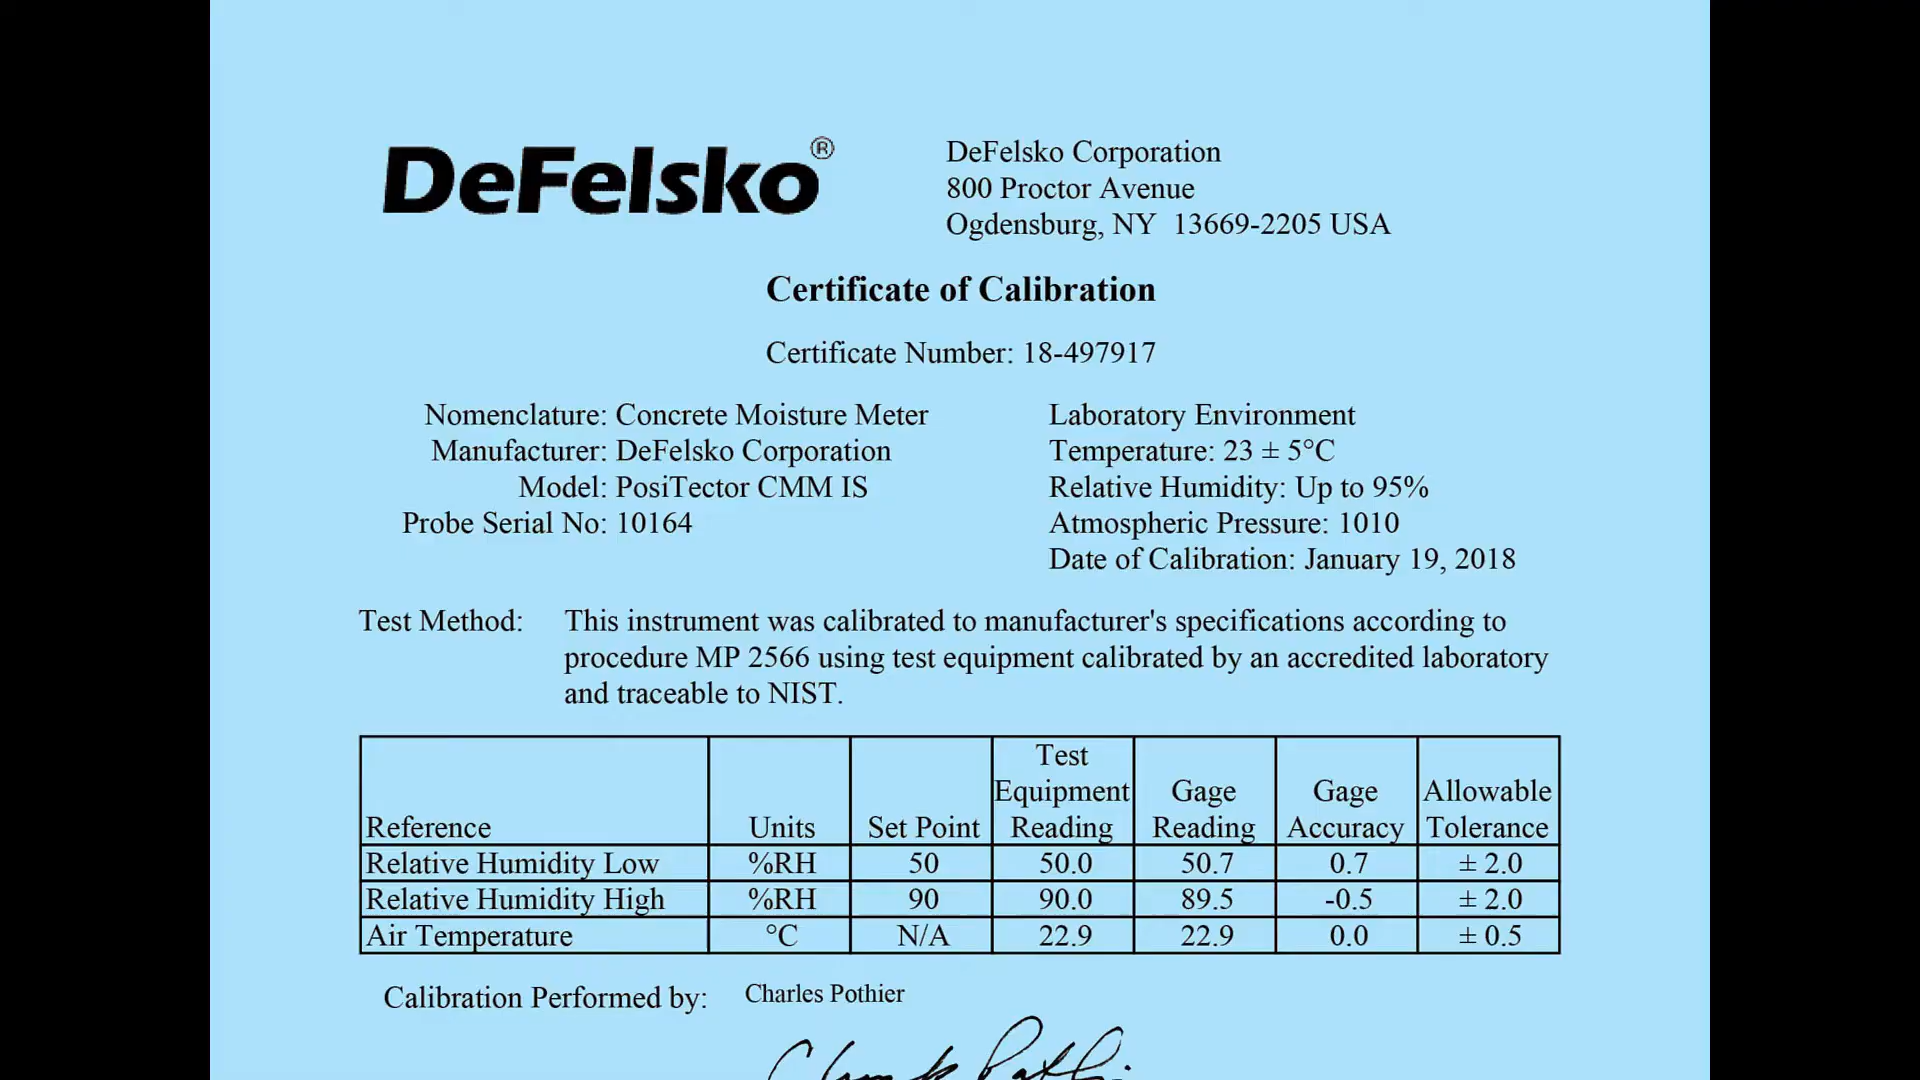 DeFelsko®
DeFelsko Corporation
800 Proctor Avenue
Ogdensburg, NY 13669-2205 USA
Certificate of Calibration
Certificate Number: 18-497917
Nomenclature: Concrete Moisture Meter
Manufacturer: DeFelsko Corporation
Model: PosiTector CMM IS
Probe Serial No: 10164
Laboratory Environment
Temperature: 23 ± 5°C
Relative Humidity: Up to 95%
Atmospheric Pressure: 1010
Date of Calibration: January 19, 2018
Test Method: This instrument was calibrated to manufacturer's specifications according to
procedure MP 2566 using test equipment calibrated by an accredited laboratory
and traceable to NIST.
Reference Units Set Point Test Equipment Reading Gage Reading Gage Accuracy Allowable Tolerance
Relative Humidity Low %RH 50 50.0 50.7 0.7 ± 2.0
Relative Humidity High %RH 90 90.0 89.5 -0.5 ± 2.0
Air Temperature °C N/A 22.9 22.9 0.0 ± 0.5
Calibration Performed by: Charles Pothier